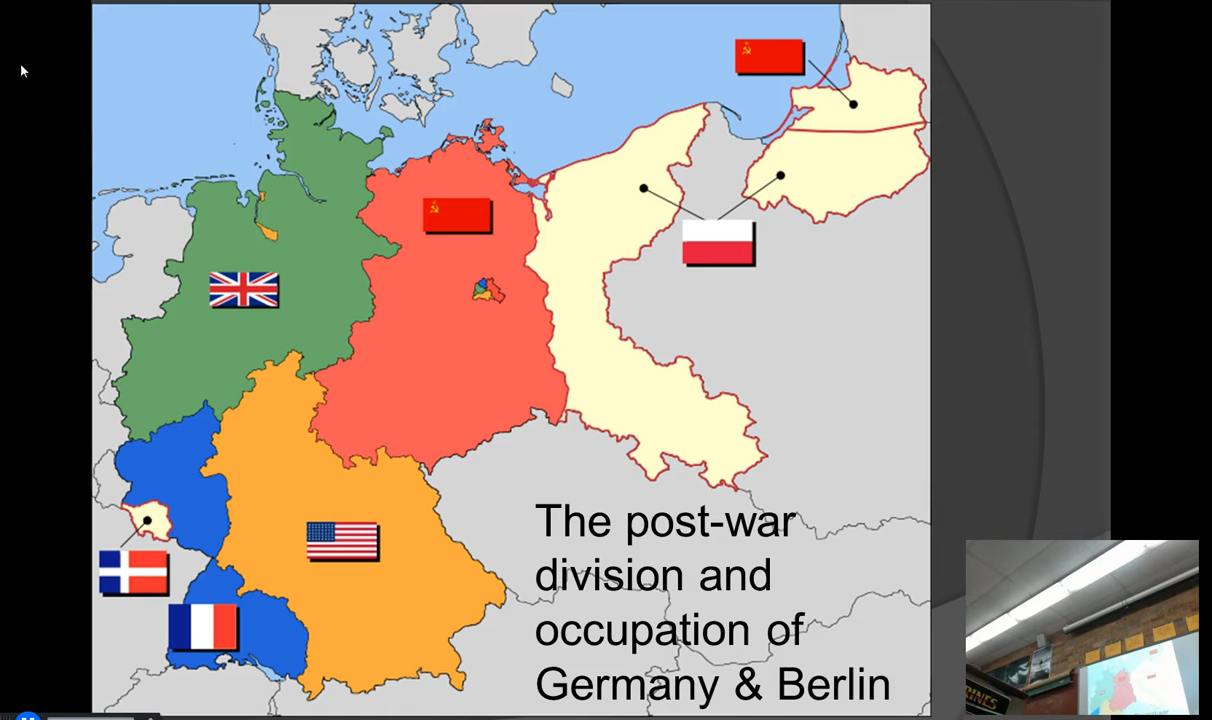 The post-war
division and
occupation of
Germany & Berlin